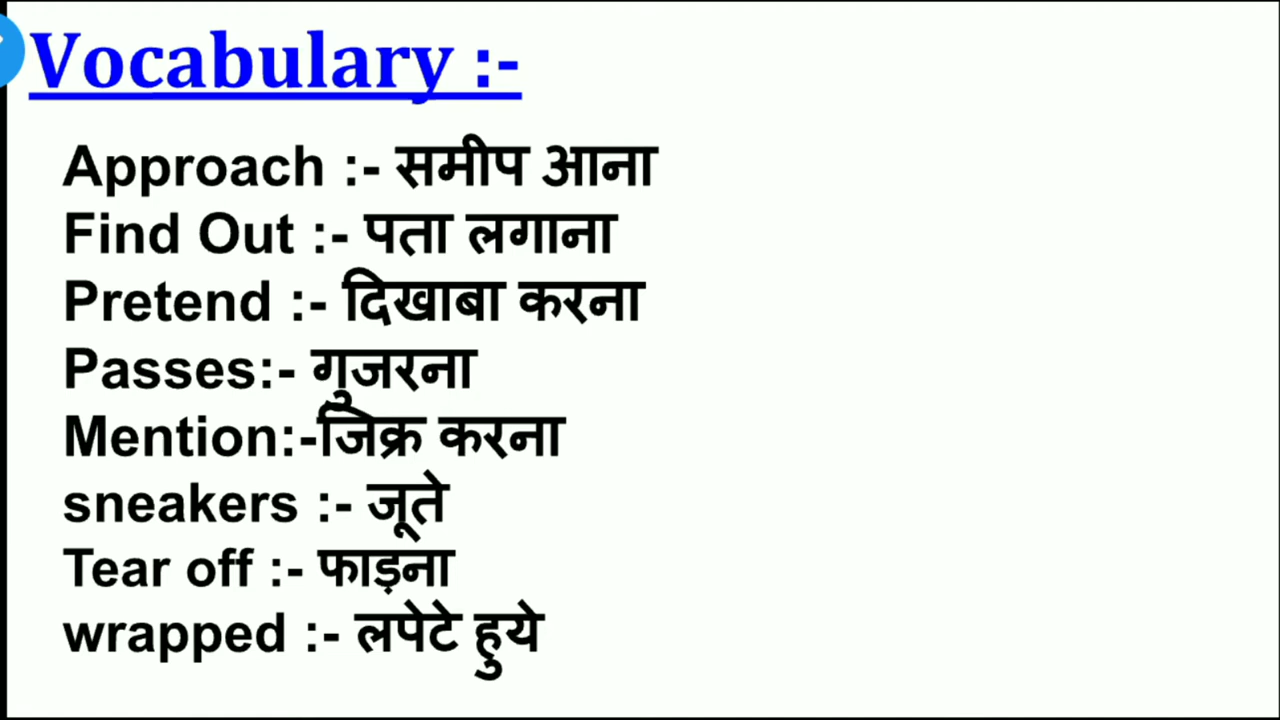 Vocabulary :-
Approach :- समीप आना
Find Out :- पता लगाना
Pretend :- दिखाबा करना
Passes:- गुजरना
Mention:-जिक्र करना
sneakers :- जूते
Tear off :- फाड़ना
wrapped :- लपेटे हुये